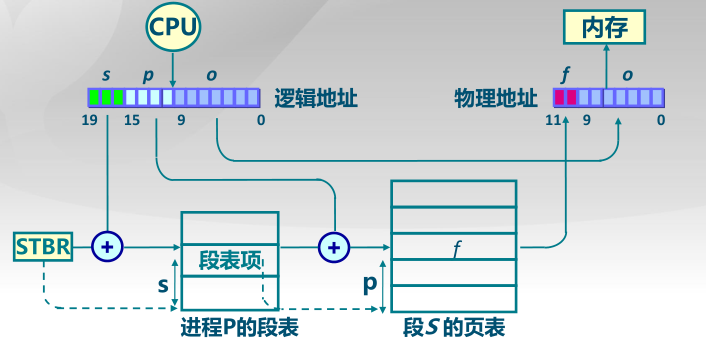 CPU
内存
s p o
f o
逻辑地址
物理地址
19 15 9 0
11 9 0
STBR
+
+
段表项
f
s
p
进程P的段表
段S的页表